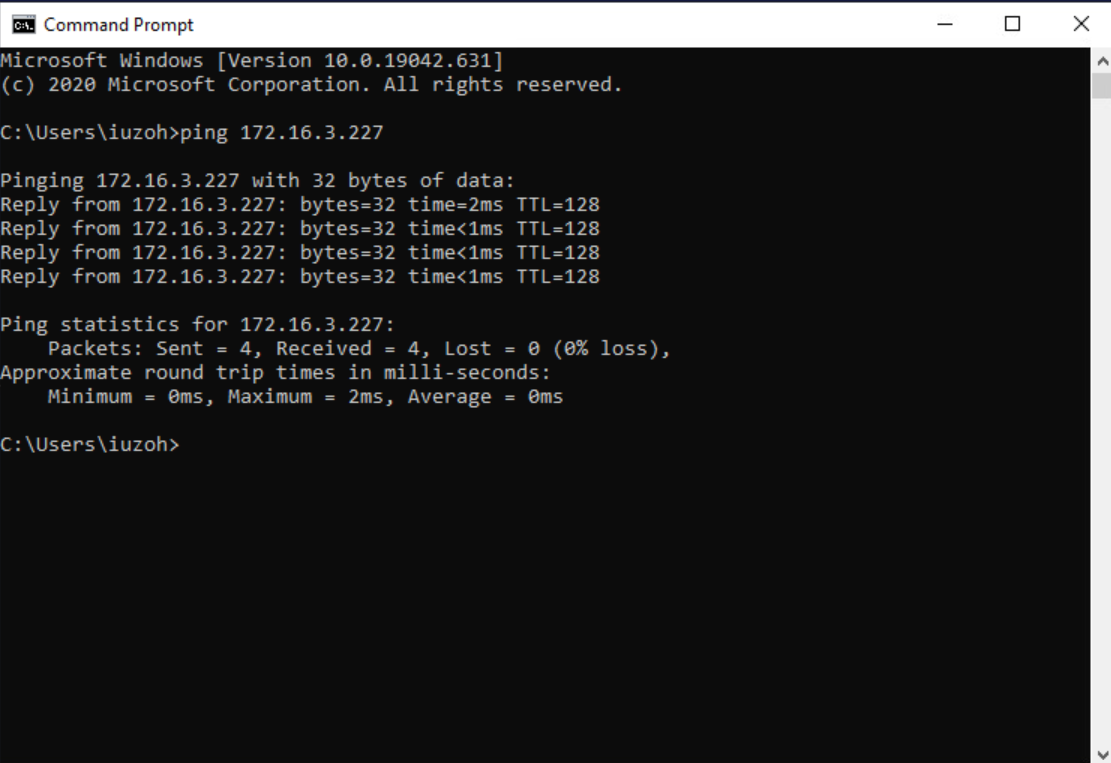 Command Prompt
Microsoft Windows [Version 10.0.19042.631]
(c) 2020 Microsoft Corporation. All rights reserved.
C:\Users\iuzoh>ping 172.16.3.227
Pinging 172.16.3.227 with 32 bytes of data:
Reply from 172.16.3.227: bytes=32 time=2ms TTL=128
Reply from 172.16.3.227: bytes=32 time<1ms TTL=128
Reply from 172.16.3.227: bytes=32 time<1ms TTL=128
Reply from 172.16.3.227: bytes=32 time<1ms TTL=128
Ping statistics for 172.16.3.227:
    Packets: Sent = 4, Received = 4, Lost = 0 (0% loss),
Approximate round trip times in milli-seconds:
    Minimum = 0ms, Maximum = 2ms, Average = 0ms
C:\Users\iuzoh>